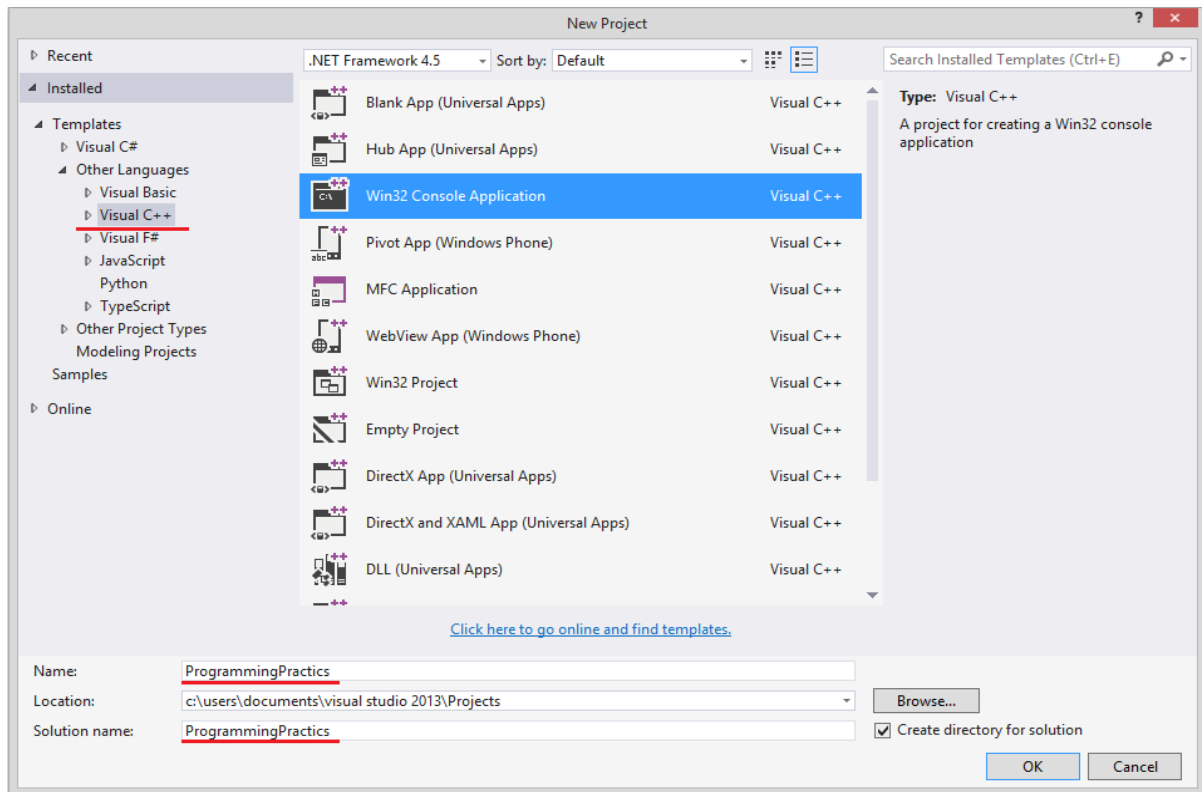 New Project
? ×
Recent
Installed
Templates
Visual C#
Other Languages
Visual Basic
Visual C++
Visual F#
JavaScript
Python
TypeScript
Other Project Types
Modeling Projects
Samples
Online
.NET Framework 4.5 Sort by: Default
Blank App (Universal Apps) Visual C++
Hub App (Universal Apps) Visual C++
Win32 Console Application Visual C++
Pivot App (Windows Phone) Visual C++
MFC Application Visual C++
WebView App (Windows Phone) Visual C++
Win32 Project Visual C++
Empty Project Visual C++
DirectX App (Universal Apps) Visual C++
DirectX and XAML App (Universal Apps) Visual C++
DLL (Universal Apps) Visual C++
Click here to go online and find templates.
Search Installed Templates (Ctrl+E)
Type: Visual C++
A project for creating a Win32 console
application
Name: ProgrammingPractics
Location: c:\users\documents\visual studio 2013\Projects Browse...
Solution name: ProgrammingPractics Create directory for solution
OK Cancel